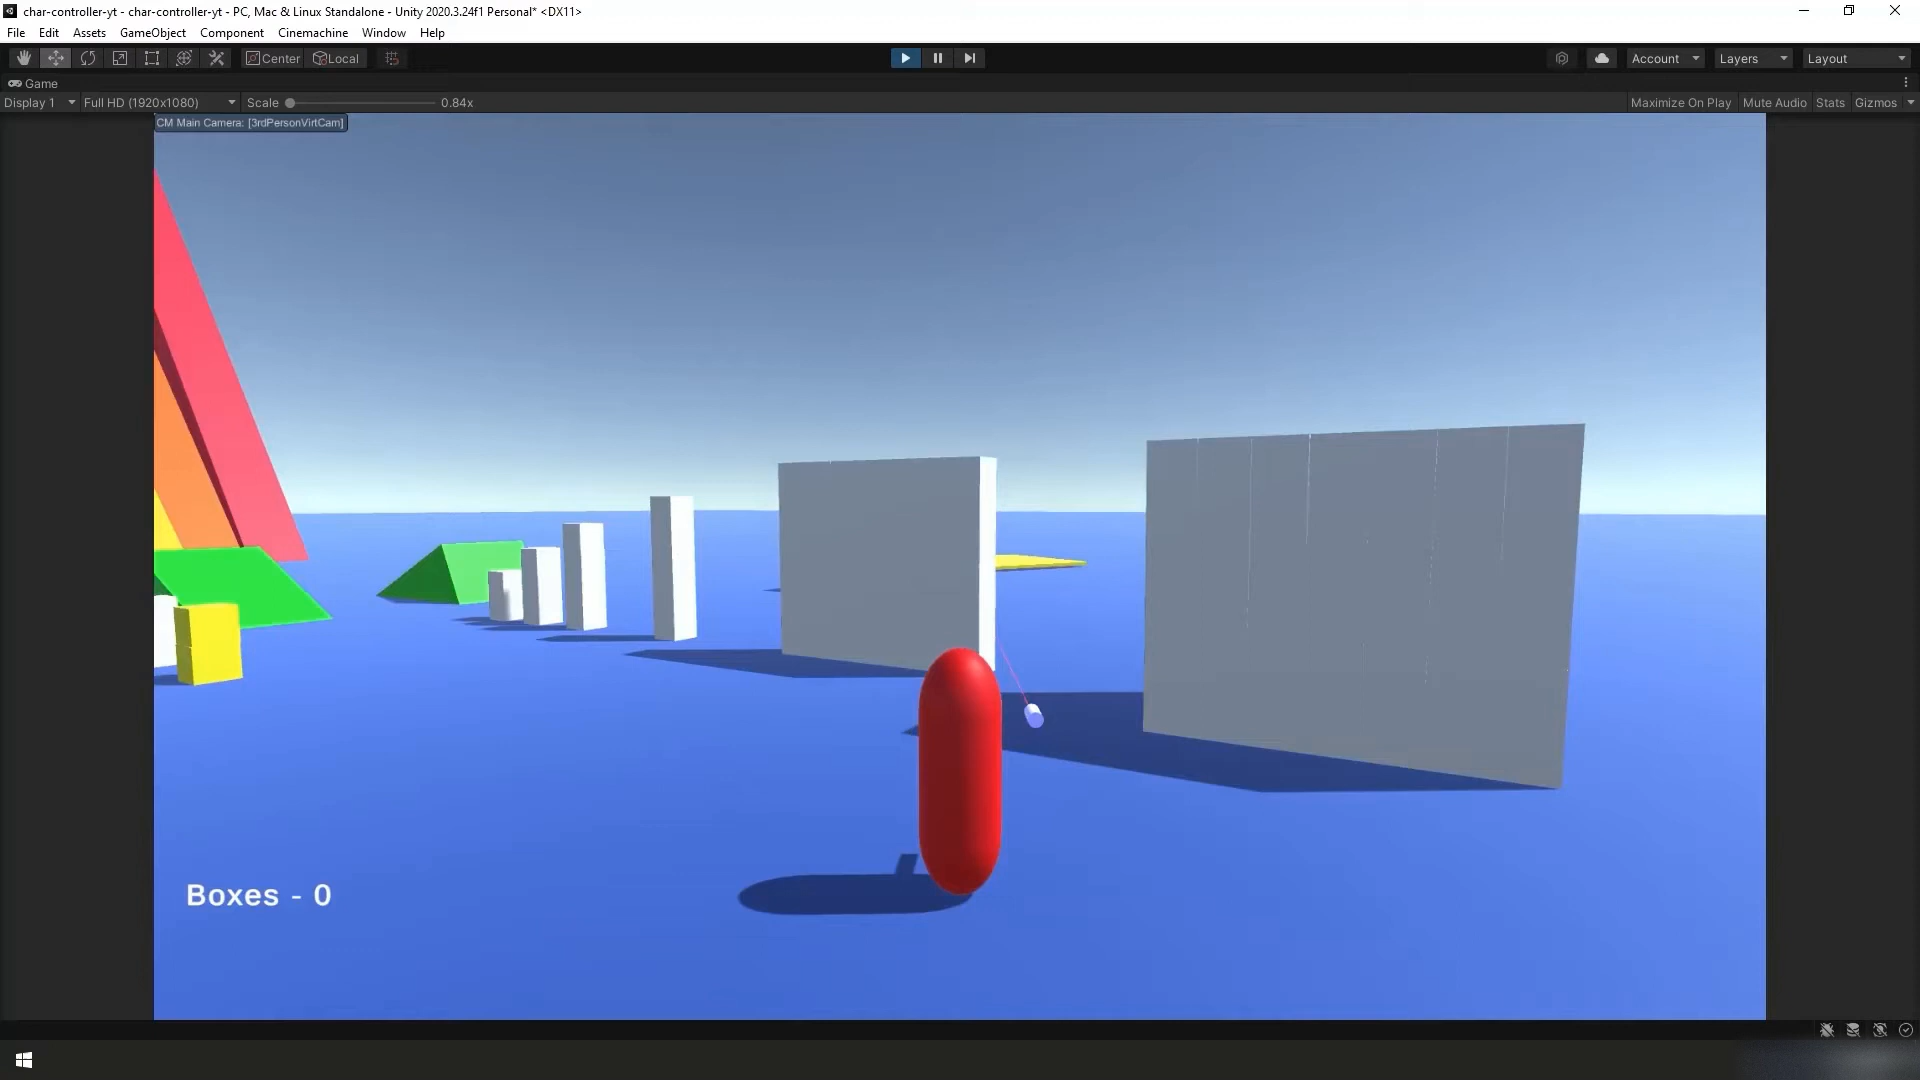 char-controller-yt - char-controller-yt - PC, Mac & Linux Standalone - Unity 2020.3.24f1 Personal* <DX11>
File Edit Assets GameObject Component Cinemachine Window Help
Center Local Account Layers Layout
Game
Display 1 Full HD (1920x1080) Scale 0.84x Maximize On Play Mute Audio Stats Gizmos
CM Main Camera: [3rdPersonVirtCam]
Boxes - 0